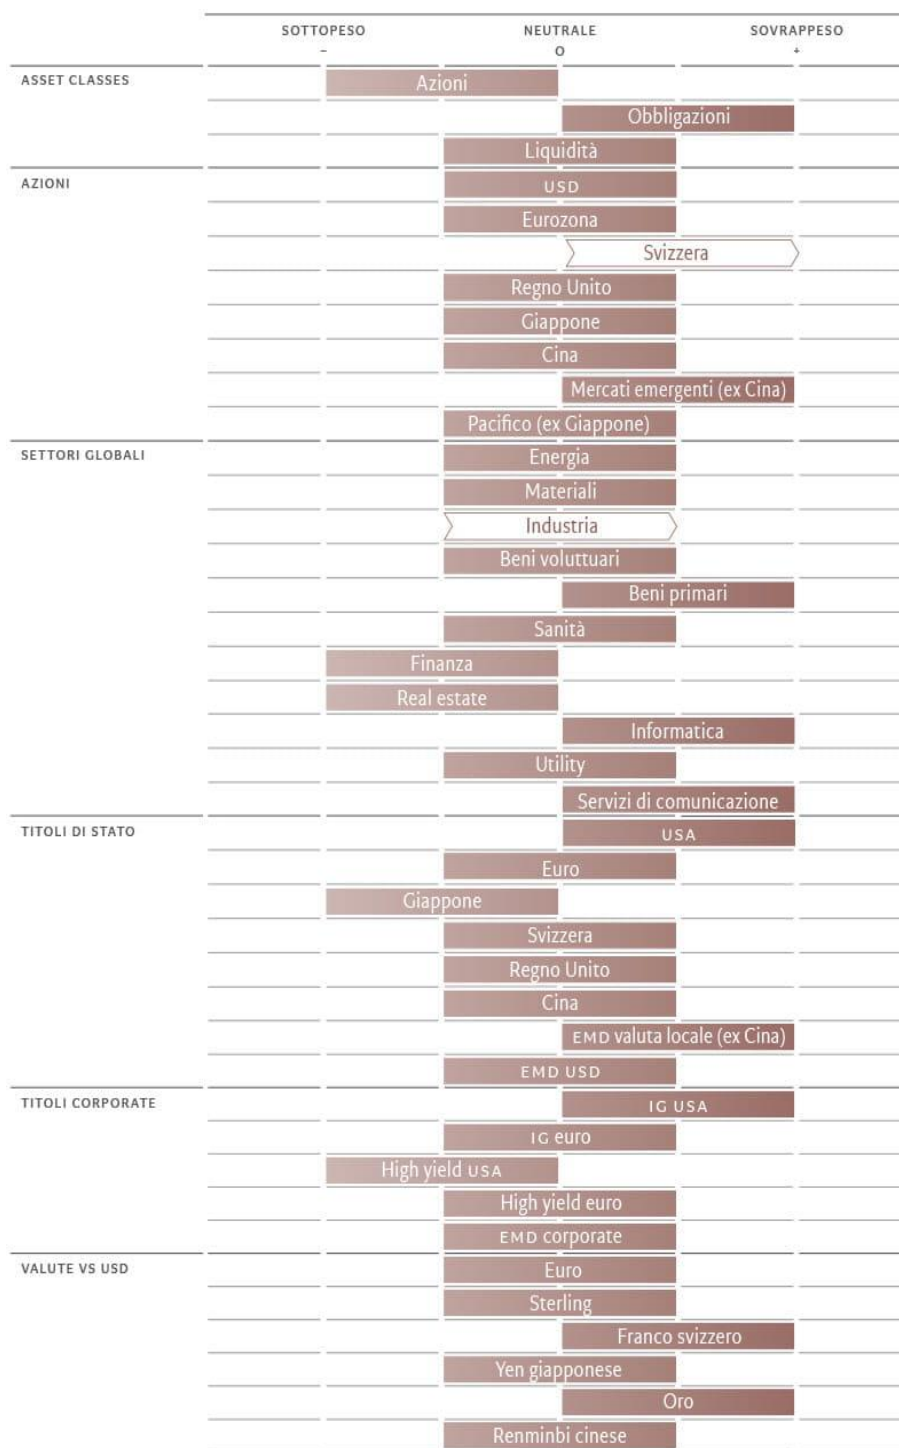 SOTTOPESO NEUTRALE SOVRAPPESO
– O +
ASSET CLASSES Azioni
Obbligazioni
Liquidità
AZIONI USD
Eurozona
Svizzera
Regno Unito
Giappone
Cina
Mercati emergenti (ex Cina)
Pacifico (ex Giappone)
SETTORI GLOBALI Energia
Materiali
Industria
Beni voluttuari
Beni primari
Sanità
Finanza
Real estate
Informatica
Utility
Servizi di comunicazione
TITOLI DI STATO USA
Euro
Giappone
Svizzera
Regno Unito
Cina
EMD valuta locale (ex Cina)
EMD USD
TITOLI CORPORATE IG USA
IG euro
High yield USA
High yield euro
EMD corporate
VALUTE VS USD Euro
Sterling
Franco svizzero
Yen giapponese
Oro
Renminbi cinese